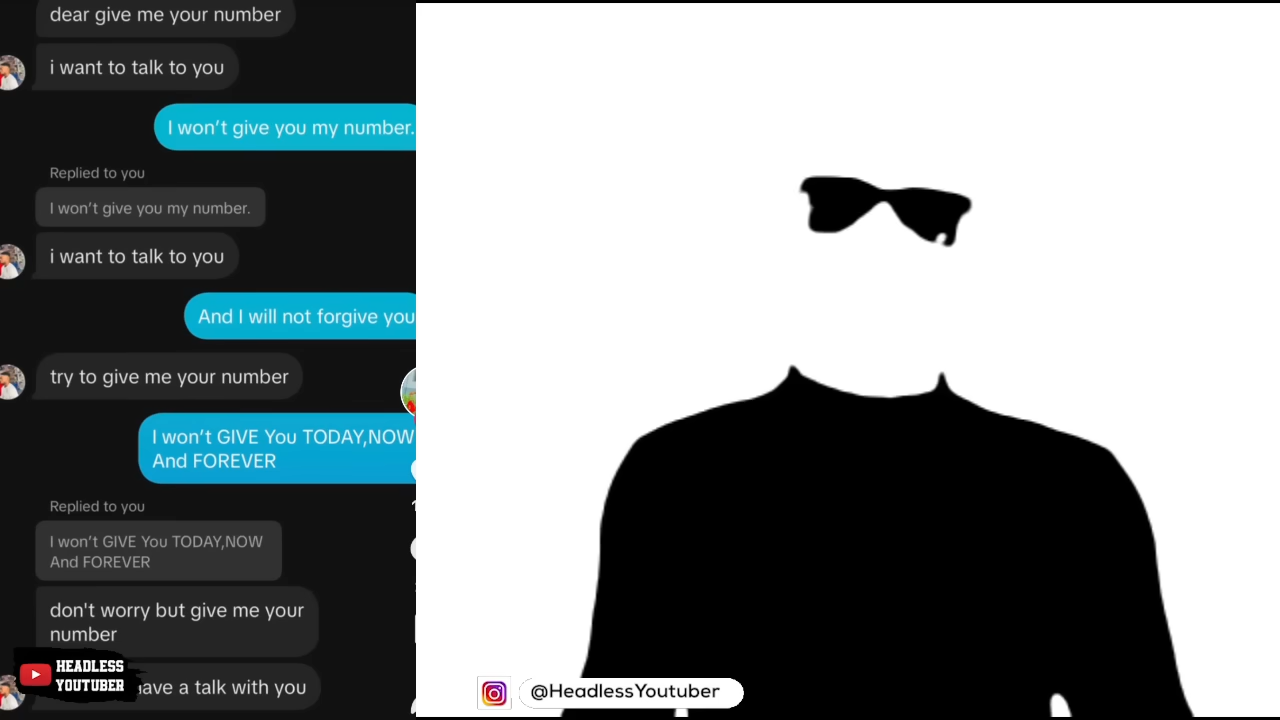 dear give me your number
i want to talk to you
I won't give you my number.
Replied to you
I won't give you my number.
i want to talk to you
And I will not forgive you
try to give me your number
I won't GIVE You TODAY,NOW
And FOREVER
Replied to you
I won't GIVE You TODAY,NOW
And FOREVER
don't worry but give me your
number
have a talk with you
HEADLESS
YOUTUBER
@HeadlessYoutuber